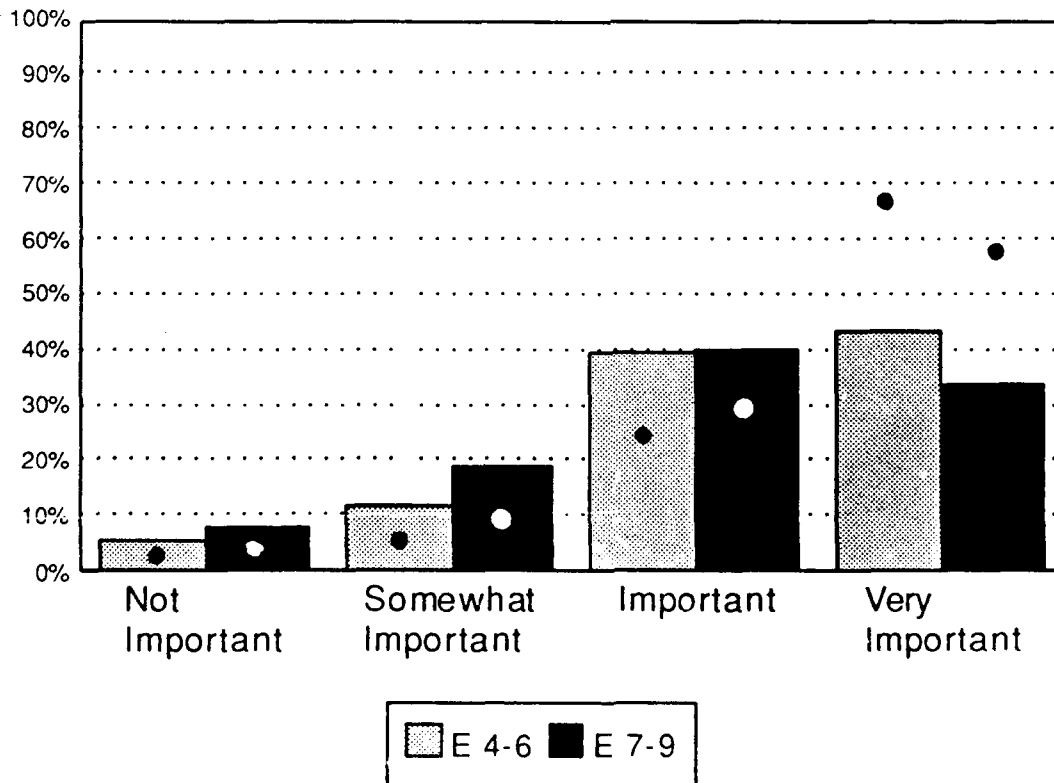 100%
90%
80%
70%
60%
50%
40%
30%
20%
10%
0%
Not
Important
Somewhat
Important
Important
Very
Important
E 4-6 E 7-9